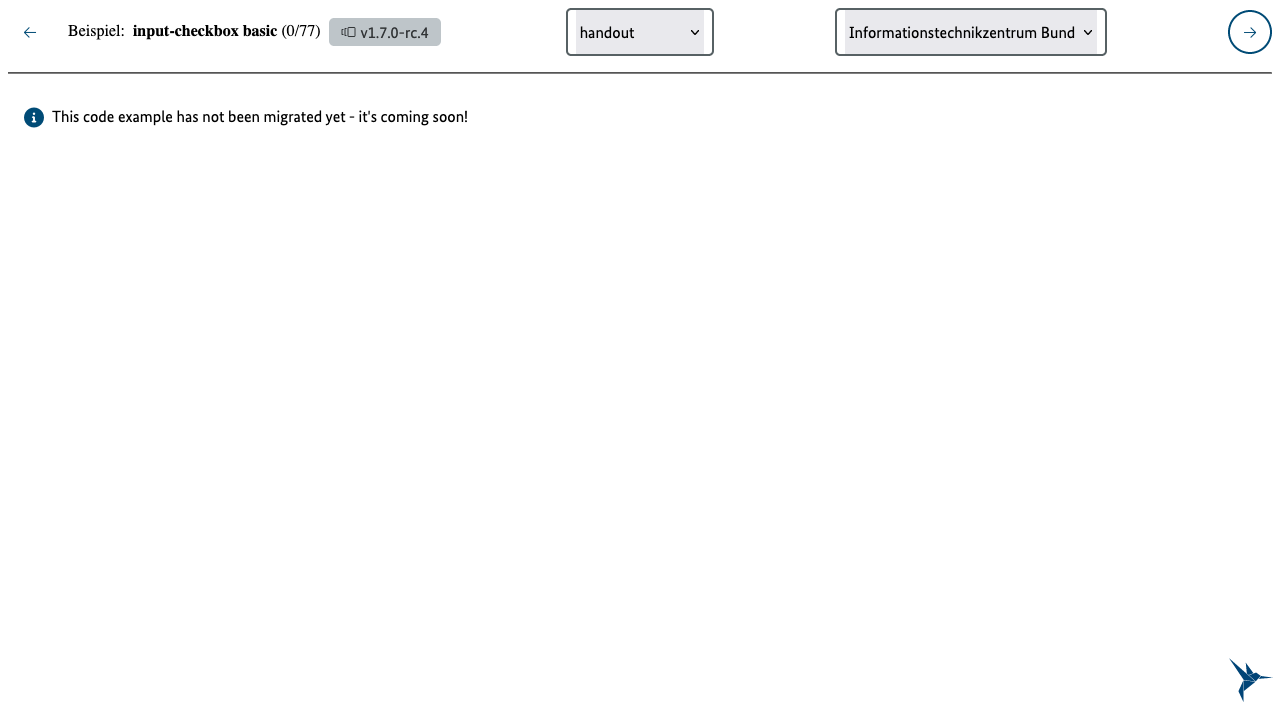 Beispiel: input-checkbox basic (0/77) v1.7.0-rc.4 handout Informationstechnikzentrum Bund
This code example has not been migrated yet - it's coming soon!